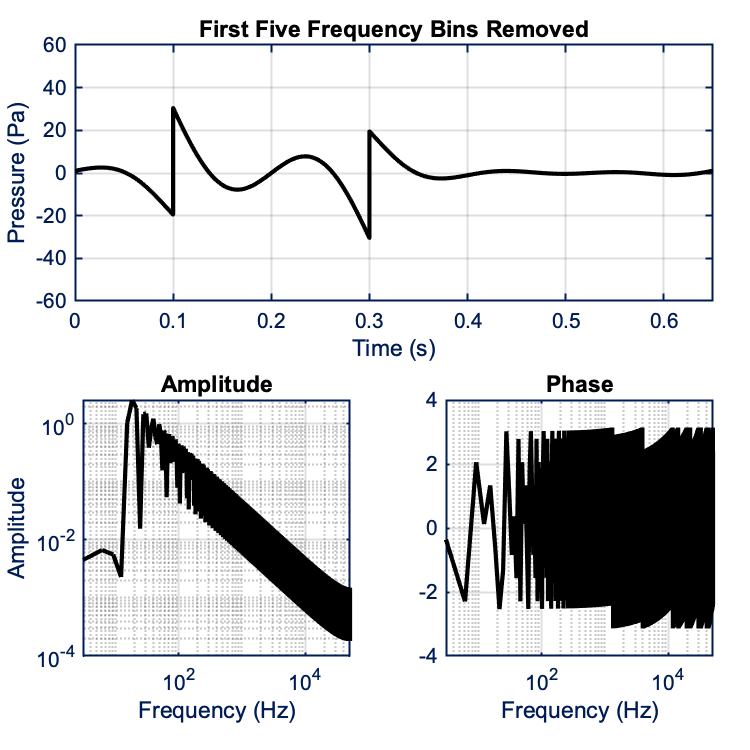 First Five Frequency Bins Removed
60
40
20
0
-20
-40
-60
Pressure (Pa)
0 0.1 0.2 0.3 0.4 0.5 0.6
Time (s)
Amplitude
10^0
10^-2
10^-4
Amplitude
10^2 10^4
Frequency (Hz)
Phase
4
2
0
-2
-4
10^2 10^4
Frequency (Hz)